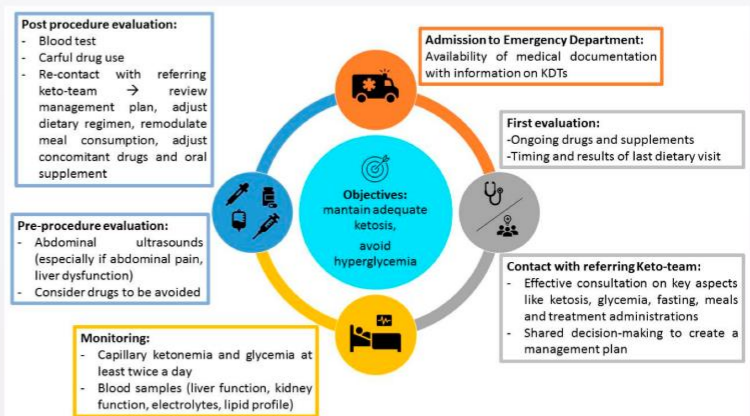 Post procedure evaluation:
- Blood test
- Carful drug use
- Re-contact with referring
keto-team → review
management plan, adjust
dietary regimen, remodulate
meal consumption, adjust
concomitant drugs and oral
supplement
Admission to Emergency Department:
Availability of medical documentation
with information on KDTs
First evaluation:
-Ongoing drugs and supplements
-Timing and results of last dietary visit
Objectives:
mantain adequate
ketosis,
avoid
hyperglycemia
Pre-procedure evaluation:
- Abdominal ultrasounds
(especially if abdominal pain,
liver dysfunction)
- Consider drugs to be avoided
Contact with referring Keto-team:
- Effective consultation on key aspects
like ketosis, glycemia, fasting, meals
and treatment administrations
- Shared decision-making to create a
management plan
Monitoring:
- Capillary ketonemia and glycemia at
least twice a day
- Blood samples (liver function, kidney
function, electrolytes, lipid profile)